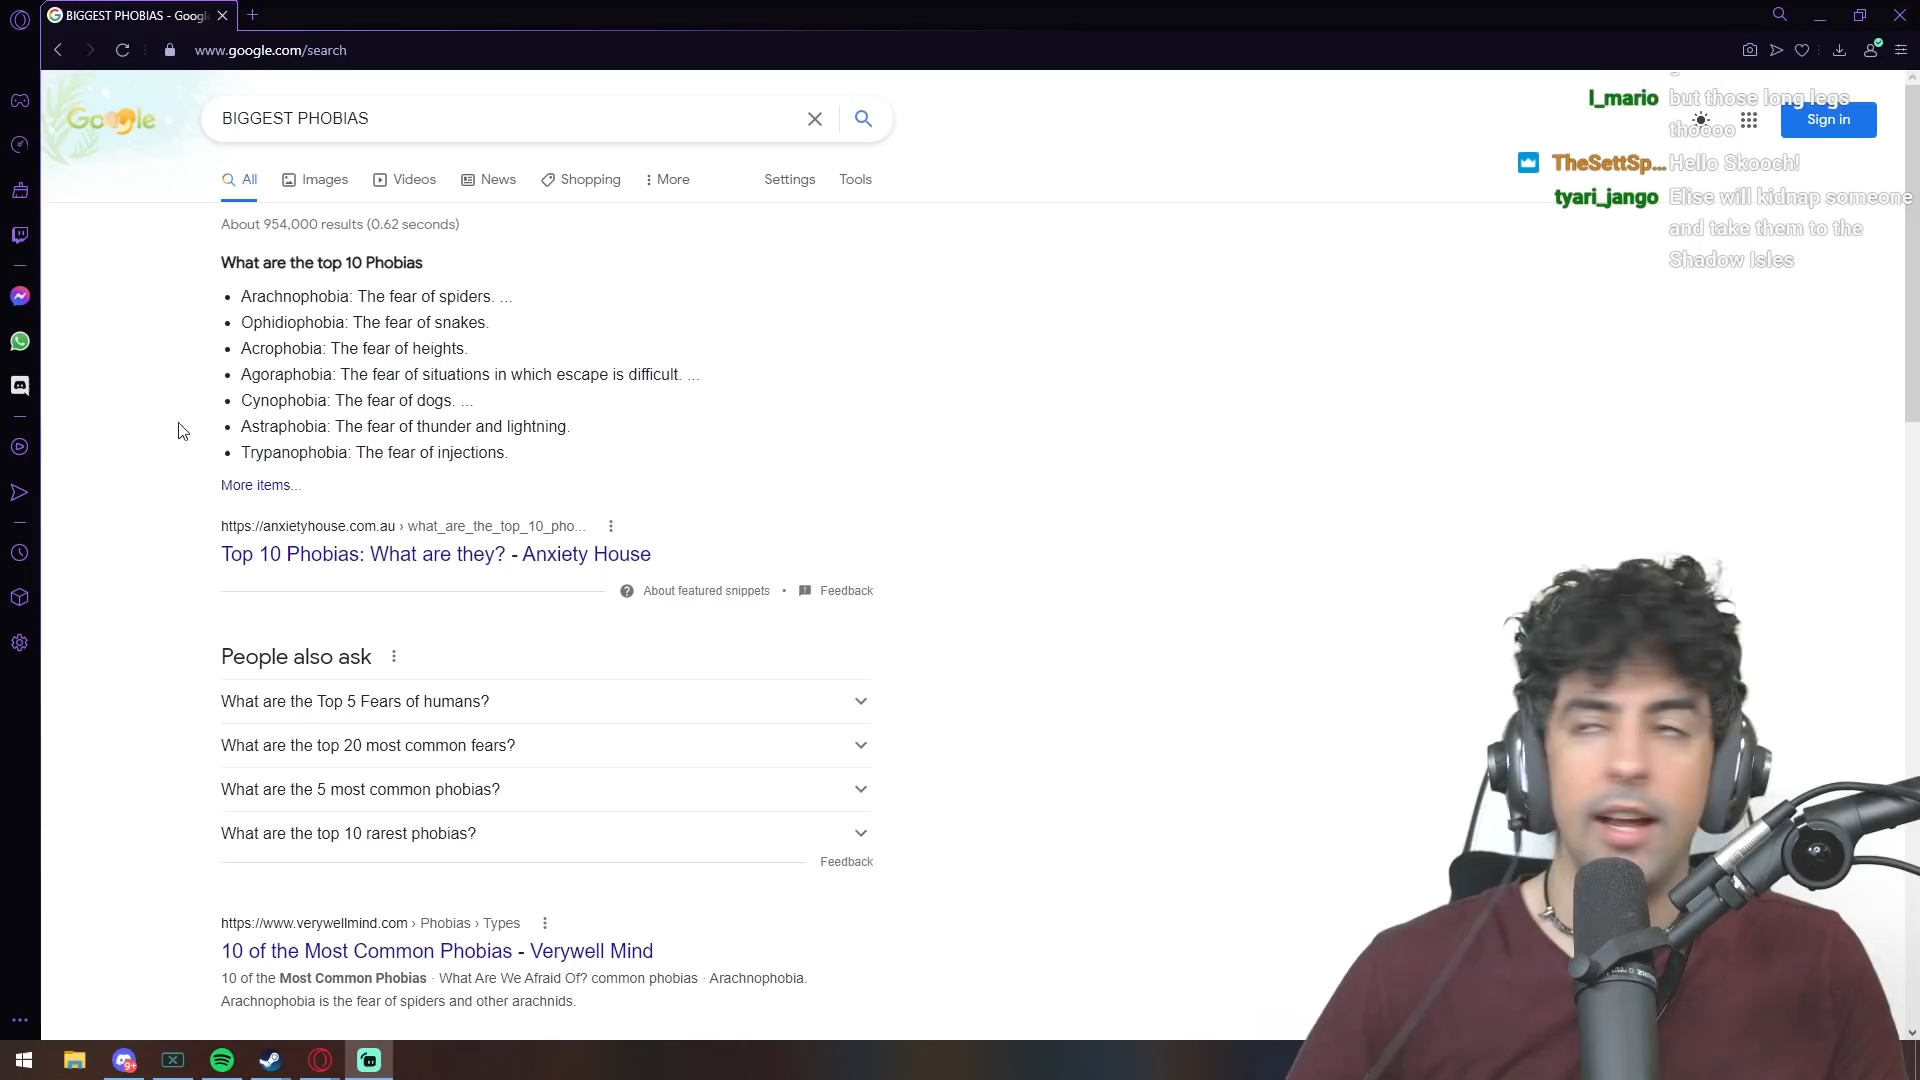 BIGGEST PHOBIAS - Googl
www.google.com/search
Google
BIGGEST PHOBIAS
Sign in
All
Images
Videos
News
Shopping
More
Settings
Tools
l_mario but those long legs
thoooo
TheSettSp... Hello Skooch!
tyari_jango Elise will kidnap someone
and take them to the
Shadow Isles
About 954,000 results (0.62 seconds)
What are the top 10 Phobias
• Arachnophobia: The fear of spiders. ...
• Ophidiophobia: The fear of snakes.
• Acrophobia: The fear of heights.
• Agoraphobia: The fear of situations in which escape is difficult. ...
• Cynophobia: The fear of dogs. ...
• Astraphobia: The fear of thunder and lightning.
• Trypanophobia: The fear of injections.
More items...
https://anxietyhouse.com.au › what_are_the_top_10_pho...
Top 10 Phobias: What are they? - Anxiety House
About featured snippets • Feedback
People also ask
What are the Top 5 Fears of humans?
What are the top 20 most common fears?
What are the 5 most common phobias?
What are the top 10 rarest phobias?
Feedback
https://www.verywellmind.com › Phobias › Types
10 of the Most Common Phobias - Verywell Mind
10 of the Most Common Phobias · What Are We Afraid Of? common phobias · Arachnophobia.
Arachnophobia is the fear of spiders and other arachnids.
9+